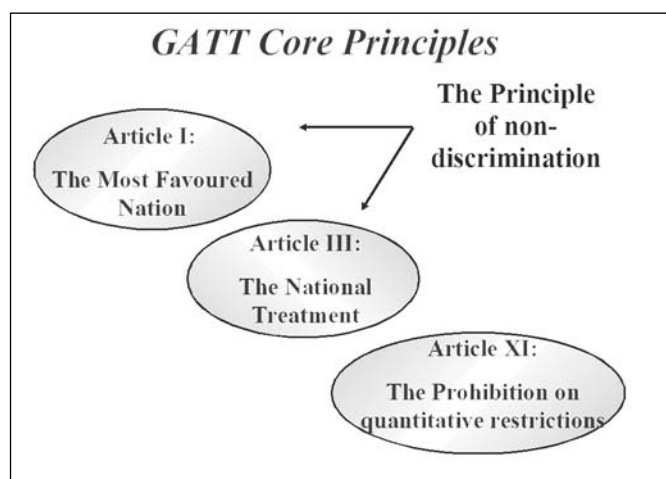 GATT Core Principles
The Principle
of non-
discrimination
Article I:
The Most Favoured
Nation
Article III:
The National
Treatment
Article XI:
The Prohibition on
quantitative restrictions